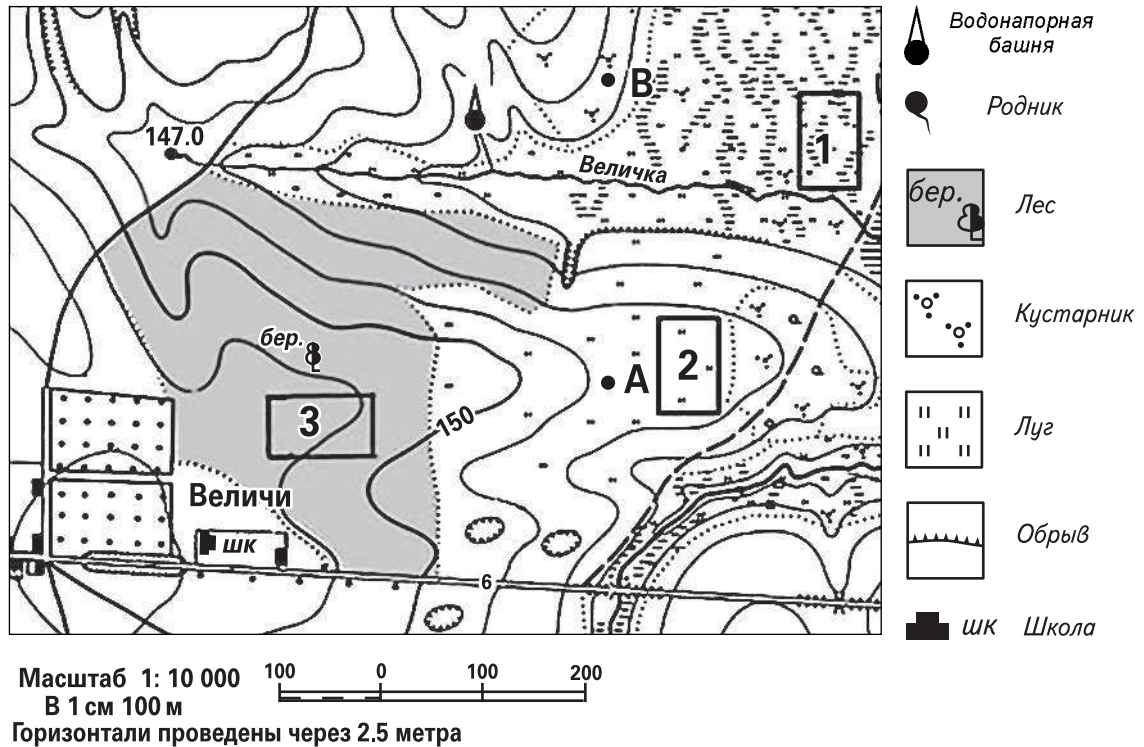 Водонапорная
башня
В
147.0
Родник
1
Величка
бер.
Лес
Кустарник
бер.
2
А
3
150
Луг
Величи
шк
Обрыв
6
шк Школа
Масштаб 1: 10 000
100 0 100 200
В 1 см 100 м
Горизонтали проведены через 2.5 метра